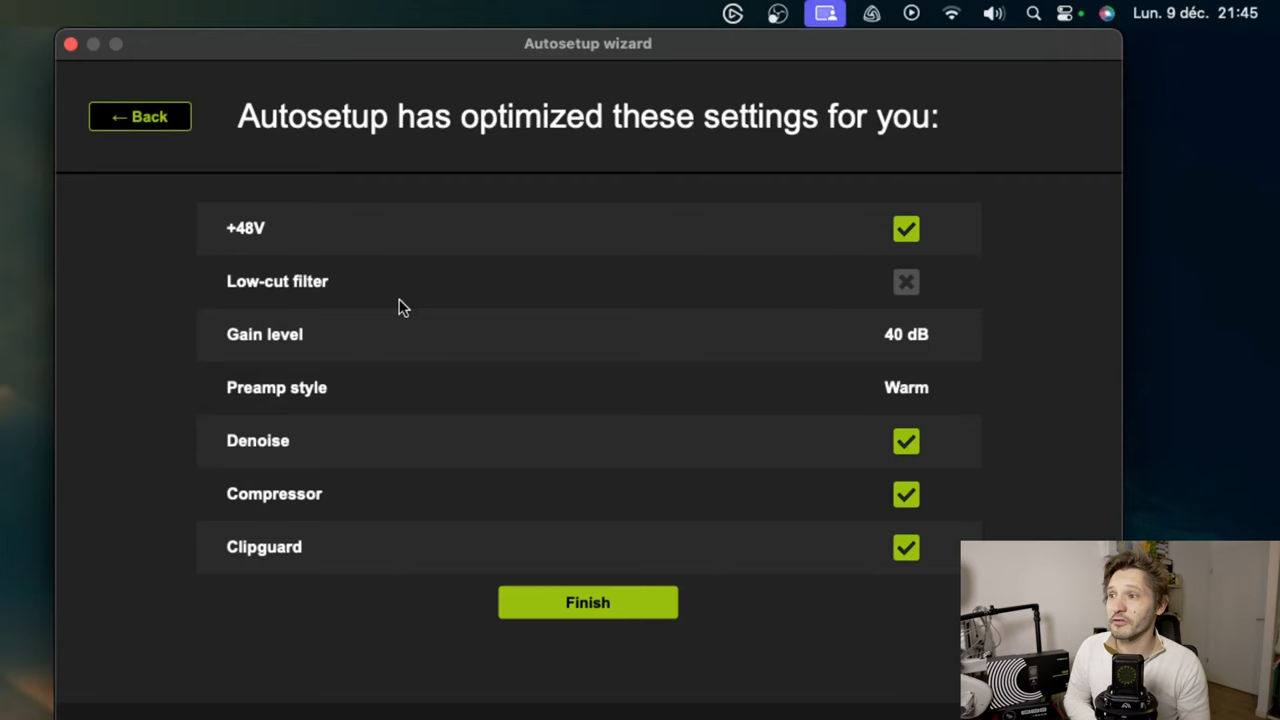 Lun. 9 déc. 21:45
Autosetup wizard
← Back
Autosetup has optimized these settings for you:
+48V
Low-cut filter
Gain level 40 dB
Preamp style Warm
Denoise
Compressor
Clipguard
Finish